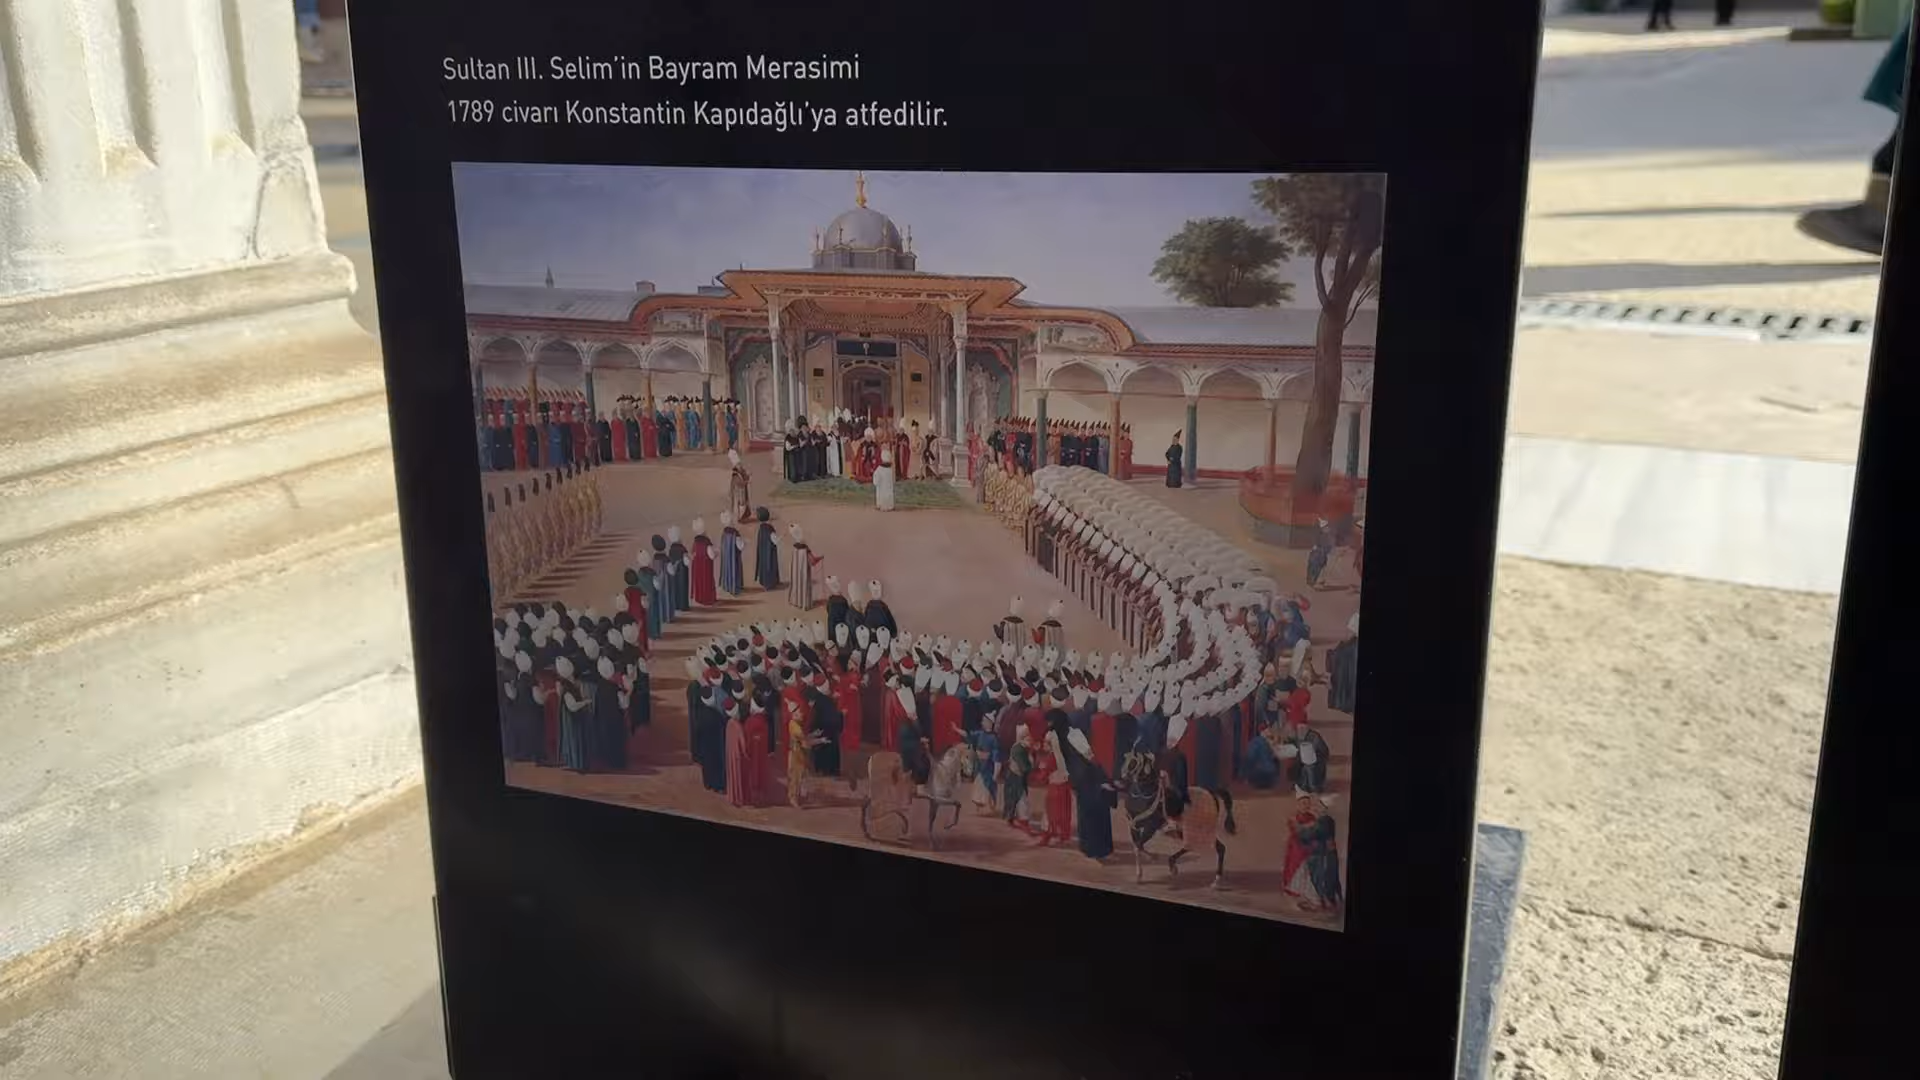 Sultan III. Selim'in Bayram Merasimi
1789 civarı Konstantin Kapıdağlı'ya atfedilir.